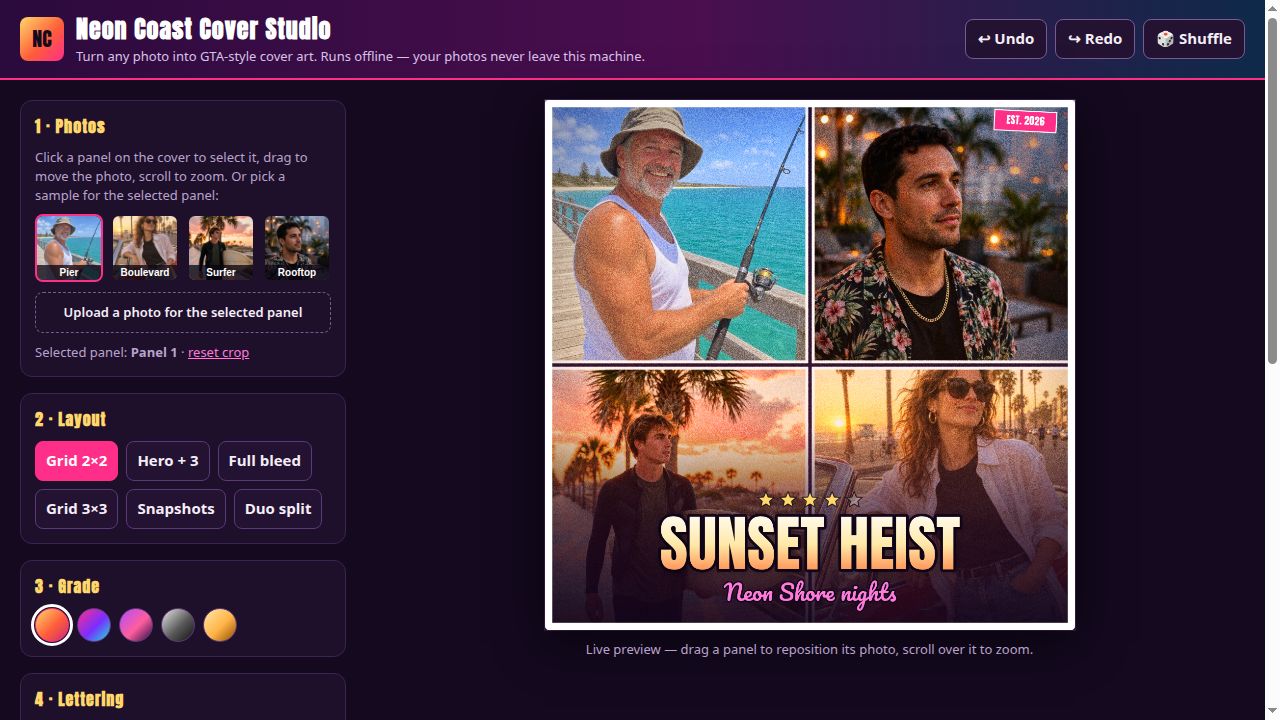 NC
Neon Coast Cover Studio
Turn any photo into GTA-style cover art. Runs offline — your photos never leave this machine.
↩ Undo
↪ Redo
🎲 Shuffle
1 · Photos
Click a panel on the cover to select it, drag to
move the photo, scroll to zoom. Or pick a
sample for the selected panel:
Pier
Boulevard
Surfer
Rooftop
Upload a photo for the selected panel
Selected panel: Panel 1 · reset crop
2 · Layout
Grid 2×2
Hero + 3
Full bleed
Grid 3×3
Snapshots
Duo split
3 · Grade
4 · Lettering
EST. 2026
SUNSET HEIST
Neon Shore nights
Live preview — drag a panel to reposition its photo, scroll over it to zoom.